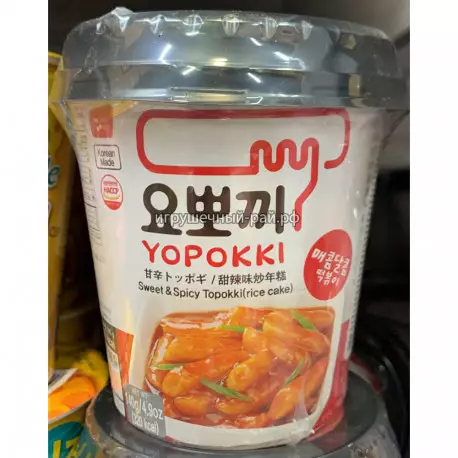 Korean
Made
HACCP
요뽀끼
игрушечный-рай.рф
YOPOKKI
매콤달콤
떡볶이
甘辛トッポギ / 甜辣味炒年糕
Sweet & Spicy Topokki(rice cake)
140g/4.9oz